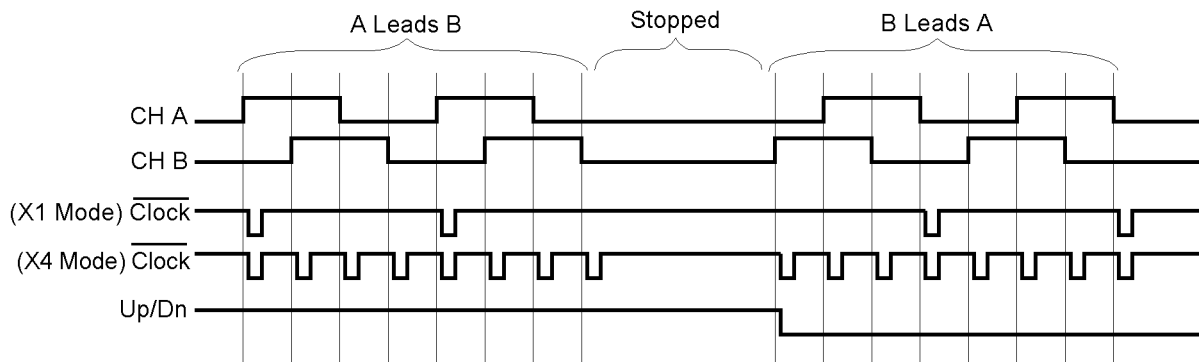 A Leads B
Stopped
B Leads A
CH A
CH B
(X1 Mode) Clock
(X4 Mode) Clock
Up/Dn